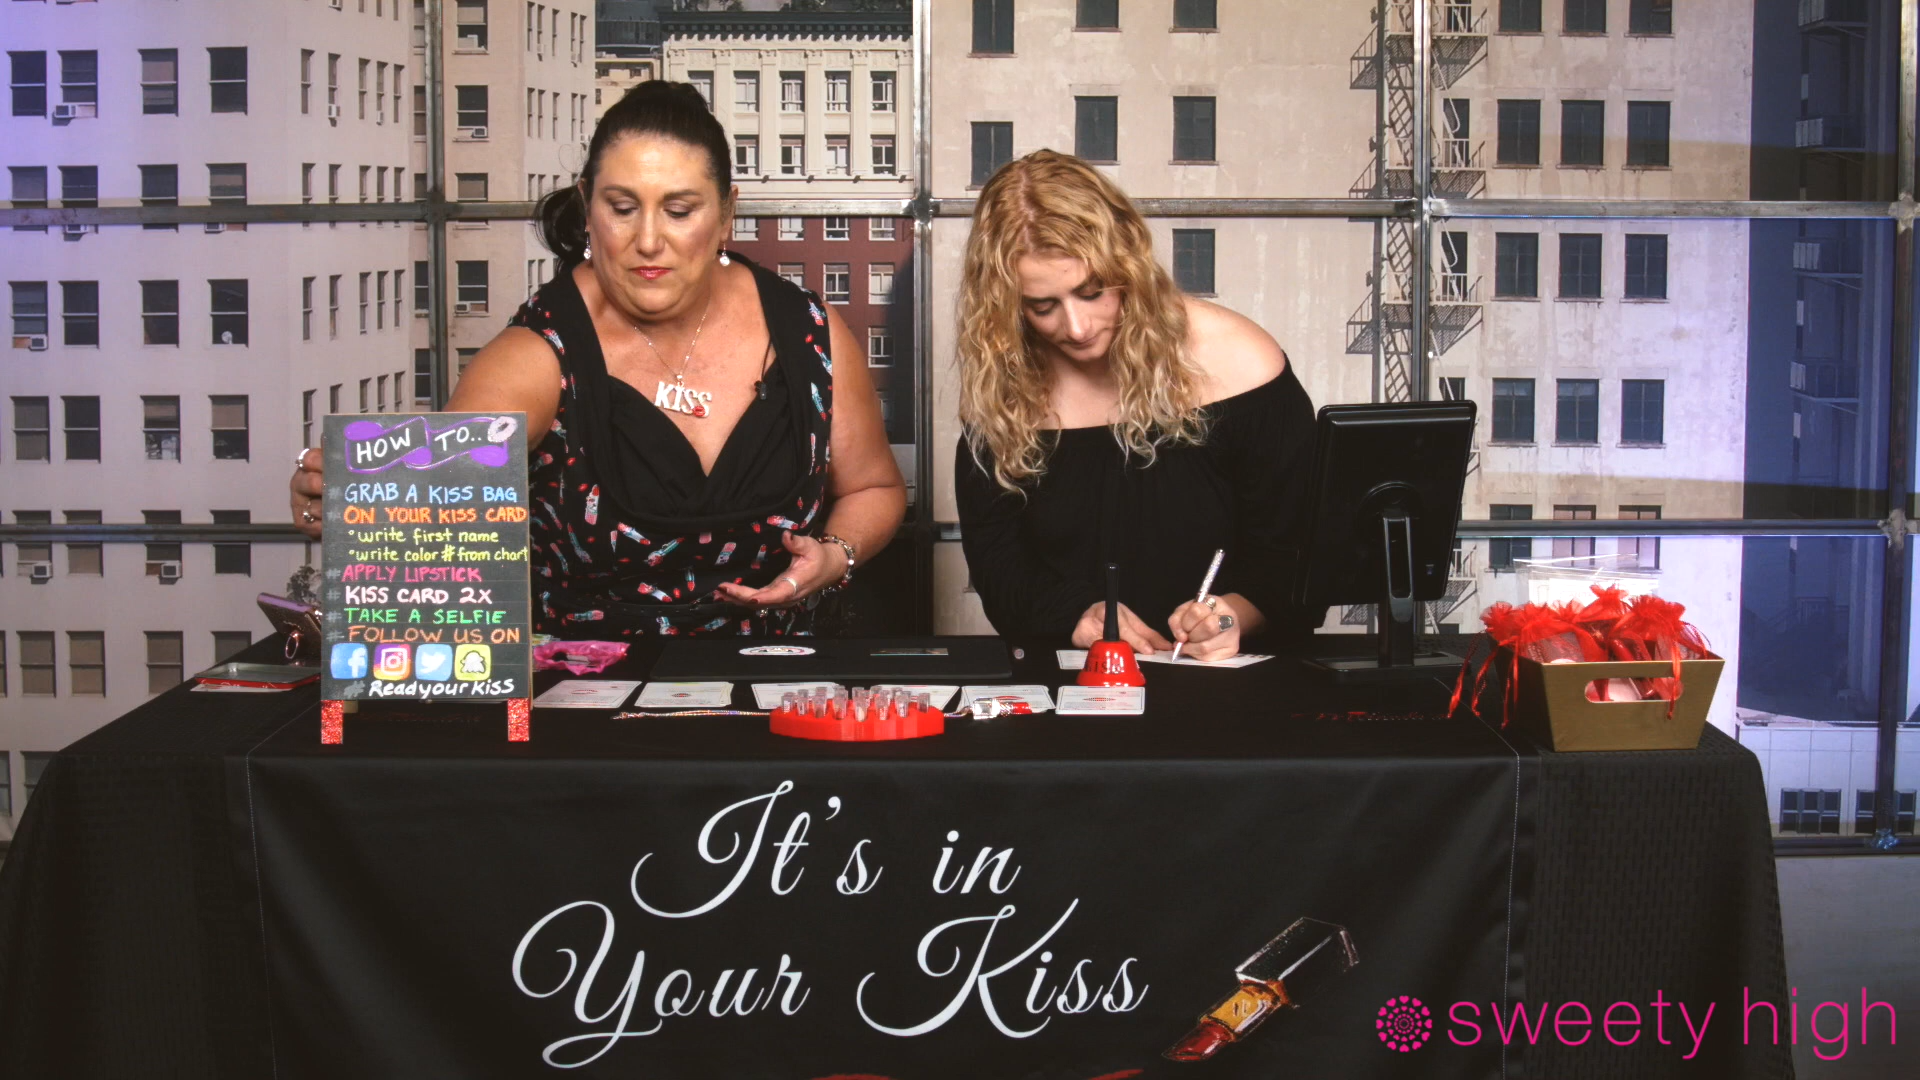 KISS
HOW TO..
#GRAB A KISS BAG
#ON YOUR KISS CARD
*write first name
*write color # from chart
#APPLY LIPSTICK
#KISS CARD 2X
#TAKE A SELFIE
#FOLLOW US ON
#Readyourkiss
It's in
Your Kiss
sweety high